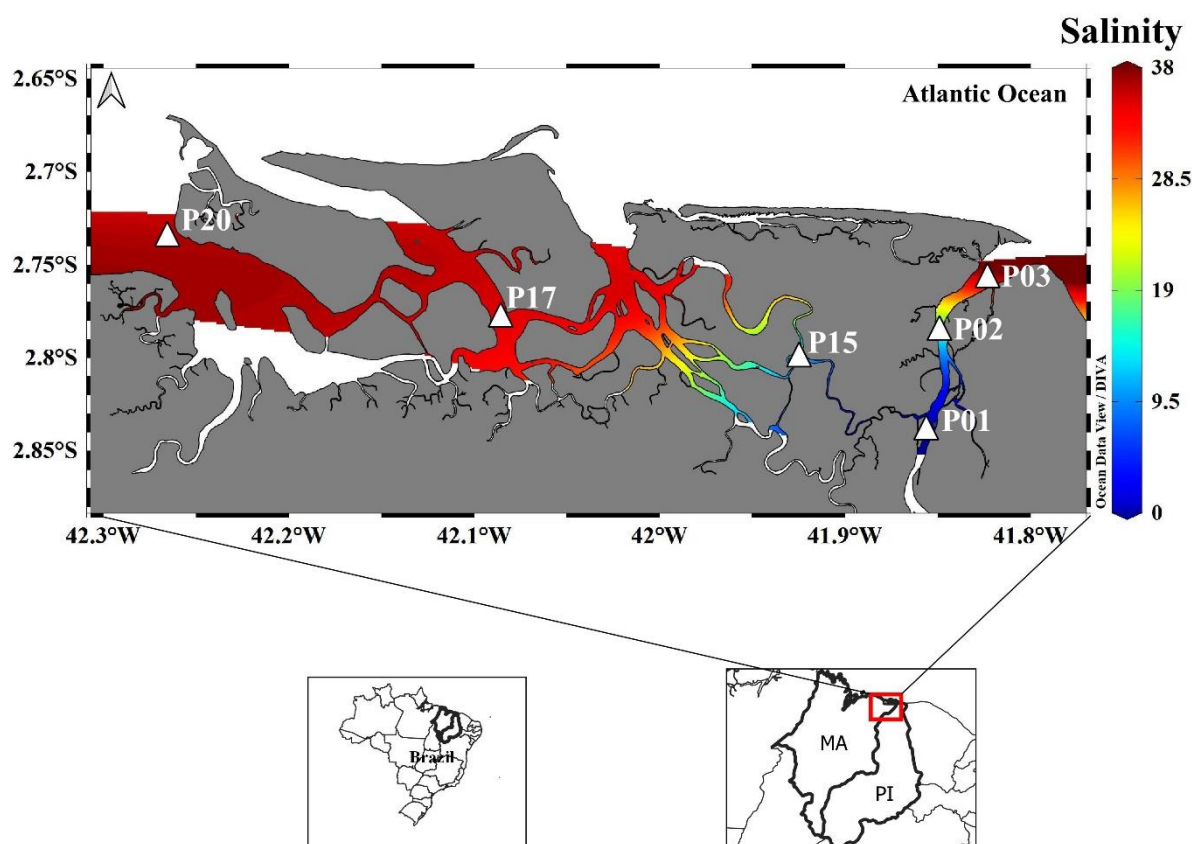 Salinity
2.65°S
2.7°S
2.75°S
2.8°S
2.85°S
Atlantic Ocean
P20
P17
P15
P03
P02
P01
38
28.5
19
9.5
0
Ocean Data View / DIVA
42.3°W
42.2°W
42.1°W
42°W
41.9°W
41.8°W
Brazil
MA
PI